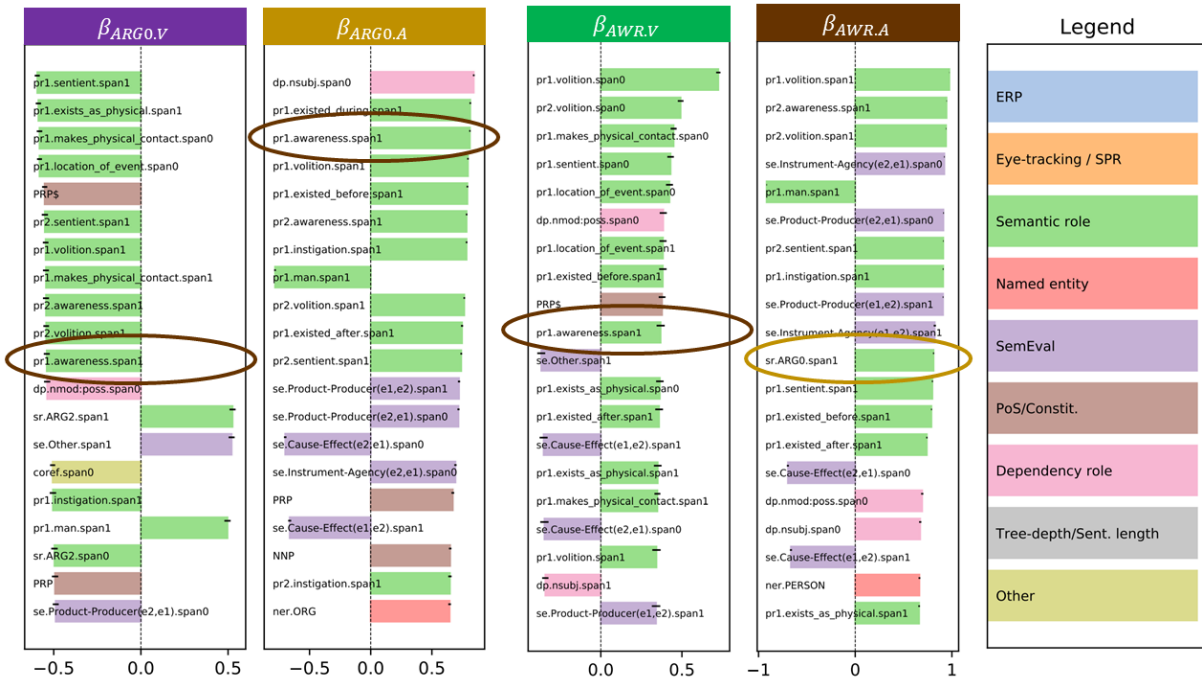 β_ARG0.V
pr1.sentient.span1
pr1.exists_as_physical.span1
pr1.makes_physical_contact.span0
pr1.location_of_event.span0
PRP$
pr2.sentient.span1
pr1.volition.span1
pr1.makes_physical_contact.span1
pr2.awareness.span1
pr2.volition.span1
pr1.awareness.span1
dp.nmod:poss.span0
sr.ARG2.span1
se.Other.span1
coref.span0
pr1.instigation.span1
pr1.man.span1
sr.ARG2.span0
PRP
se.Product-Producer(e2,e1).span0
−0.5 0.0 0.5
β_ARG0.A
dp.nsubj.span0
pr1.existed_during.span1
pr1.awareness.span1
pr1.volition.span1
pr1.existed_before.span1
pr2.awareness.span1
pr1.instigation.span1
pr1.man.span1
pr2.volition.span1
pr1.existed_after.span1
pr2.sentient.span1
se.Product-Producer(e1,e2).span1
se.Product-Producer(e2,e1).span0
se.Cause-Effect(e2,e1).span0
se.Instrument-Agency(e2,e1).span0
PRP
se.Cause-Effect(e1,e2).span1
NNP
pr2.instigation.span1
ner.ORG
−0.5 0.0 0.5
β_AWR.V
pr1.volition.span0
pr2.volition.span0
pr1.makes_physical_contact.span0
pr1.sentient.span0
pr1.location_of_event.span0
dp.nmod:poss.span0
pr1.location_of_event.span1
pr1.existed_before.span1
PRP$
pr1.awareness.span1
se.Other.span1
pr1.exists_as_physical.span0
pr1.existed_after.span1
se.Cause-Effect(e1,e2).span1
pr1.exists_as_physical.span1
pr1.makes_physical_contact.span1
se.Cause-Effect(e2,e1).span0
pr1.volition.span1
dp.nsubj.span1
se.Product-Producer(e1,e2).span1
0.0 0.5
β_AWR.A
pr1.volition.span1
pr2.awareness.span1
pr2.volition.span1
se.Instrument-Agency(e2,e1).span0
pr1.man.span1
se.Product-Producer(e2,e1).span0
pr2.sentient.span1
pr1.instigation.span1
se.Product-Producer(e1,e2).span1
se.Instrument-Agency(e1,e2).span1
sr.ARG0.span1
pr1.sentient.span1
pr1.existed_before.span1
pr1.existed_after.span1
se.Cause-Effect(e2,e1).span0
dp.nmod:poss.span0
dp.nsubj.span0
se.Cause-Effect(e1,e2).span1
ner.PERSON
pr1.exists_as_physical.span1
−1 0 1
Legend
ERP
Eye-tracking / SPR
Semantic role
Named entity
SemEval
PoS/Constit.
Dependency role
Tree-depth/Sent. length
Other